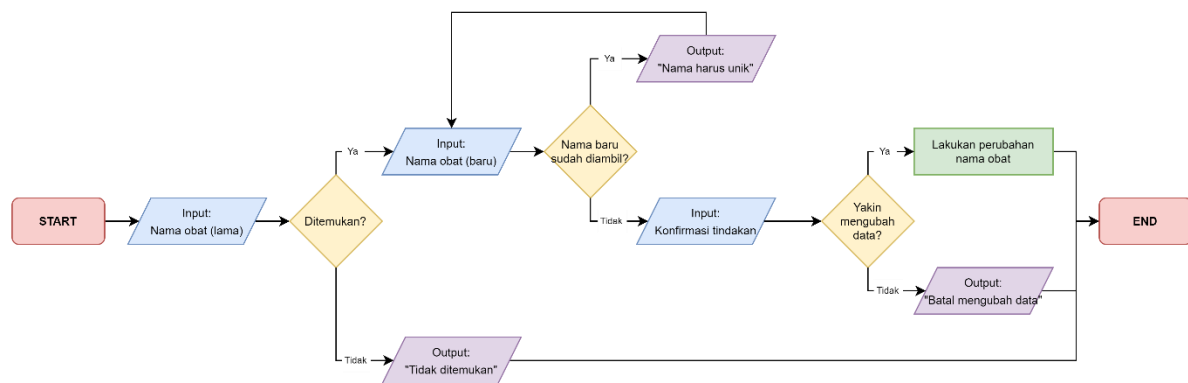 START
Input:
Nama obat (lama)
Ditemukan?
Ya
Input:
Nama obat (baru)
Nama baru
sudah diambil?
Ya
Output:
"Nama harus unik"
Tidak
Input:
Konfirmasi tindakan
Yakin
mengubah
data?
Ya
Lakukan perubahan
nama obat
Tidak
Output:
"Batal mengubah data"
Tidak
Output:
"Tidak ditemukan"
END